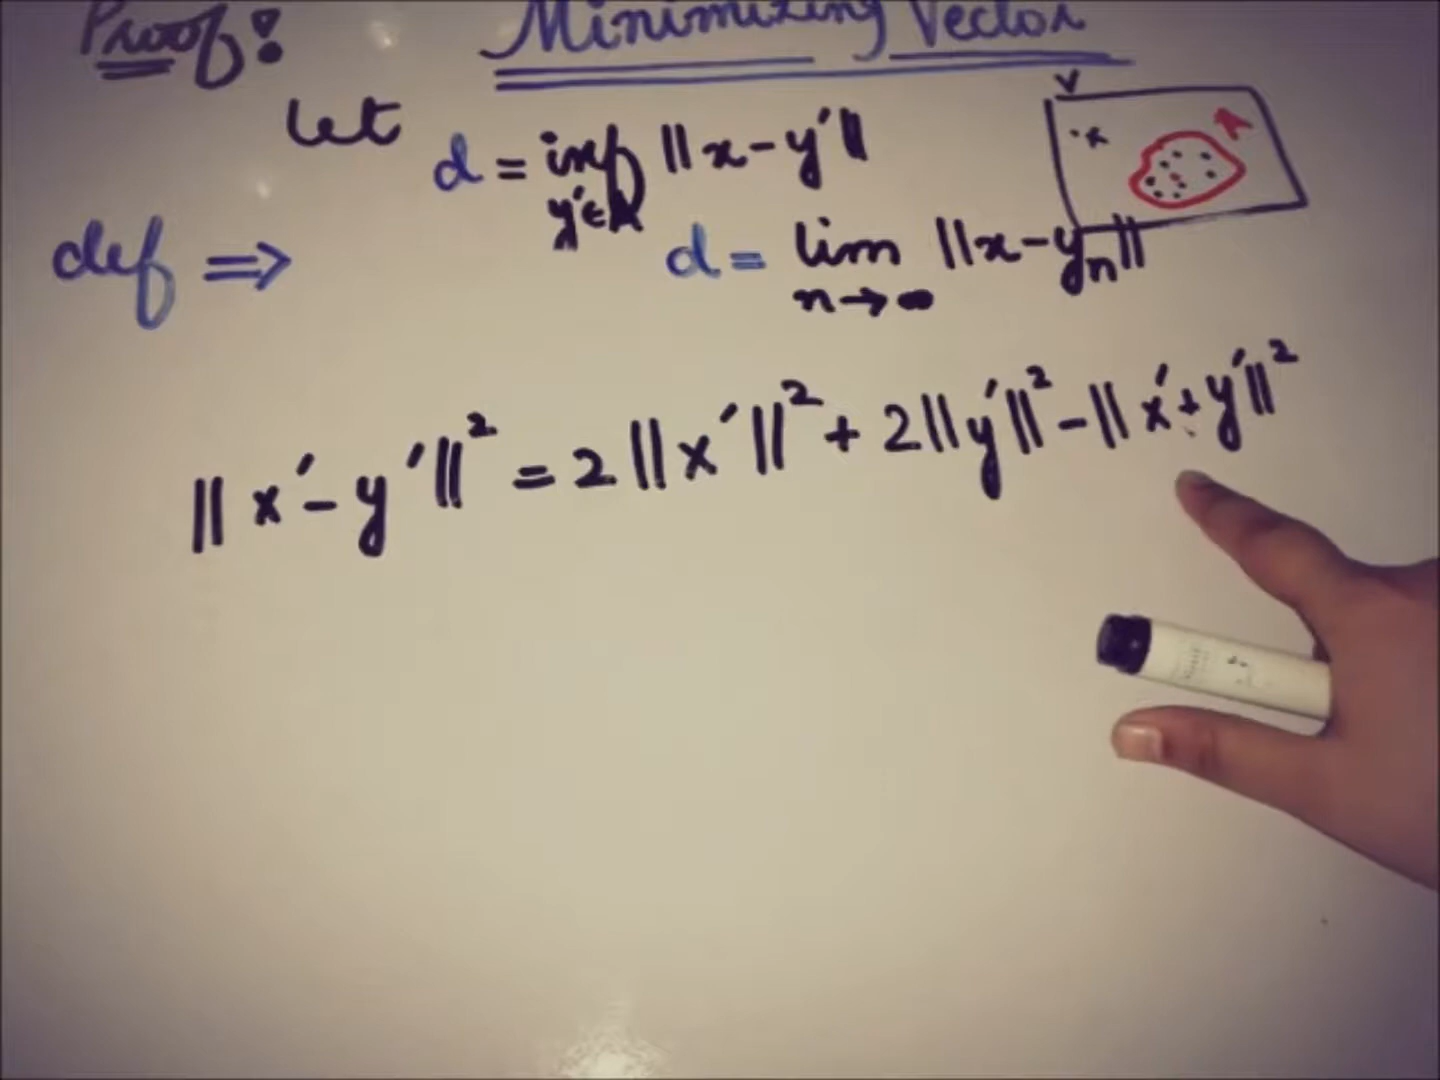 Proof:
Minimizing Vector
let
d = inf ||x-y'||
y'∈A
V
·x
A
def ⇒
d = lim ||x-yₙ||
n→∞
||x'-y'||² = 2||x'||² + 2||y'||² - ||x'+y'||²